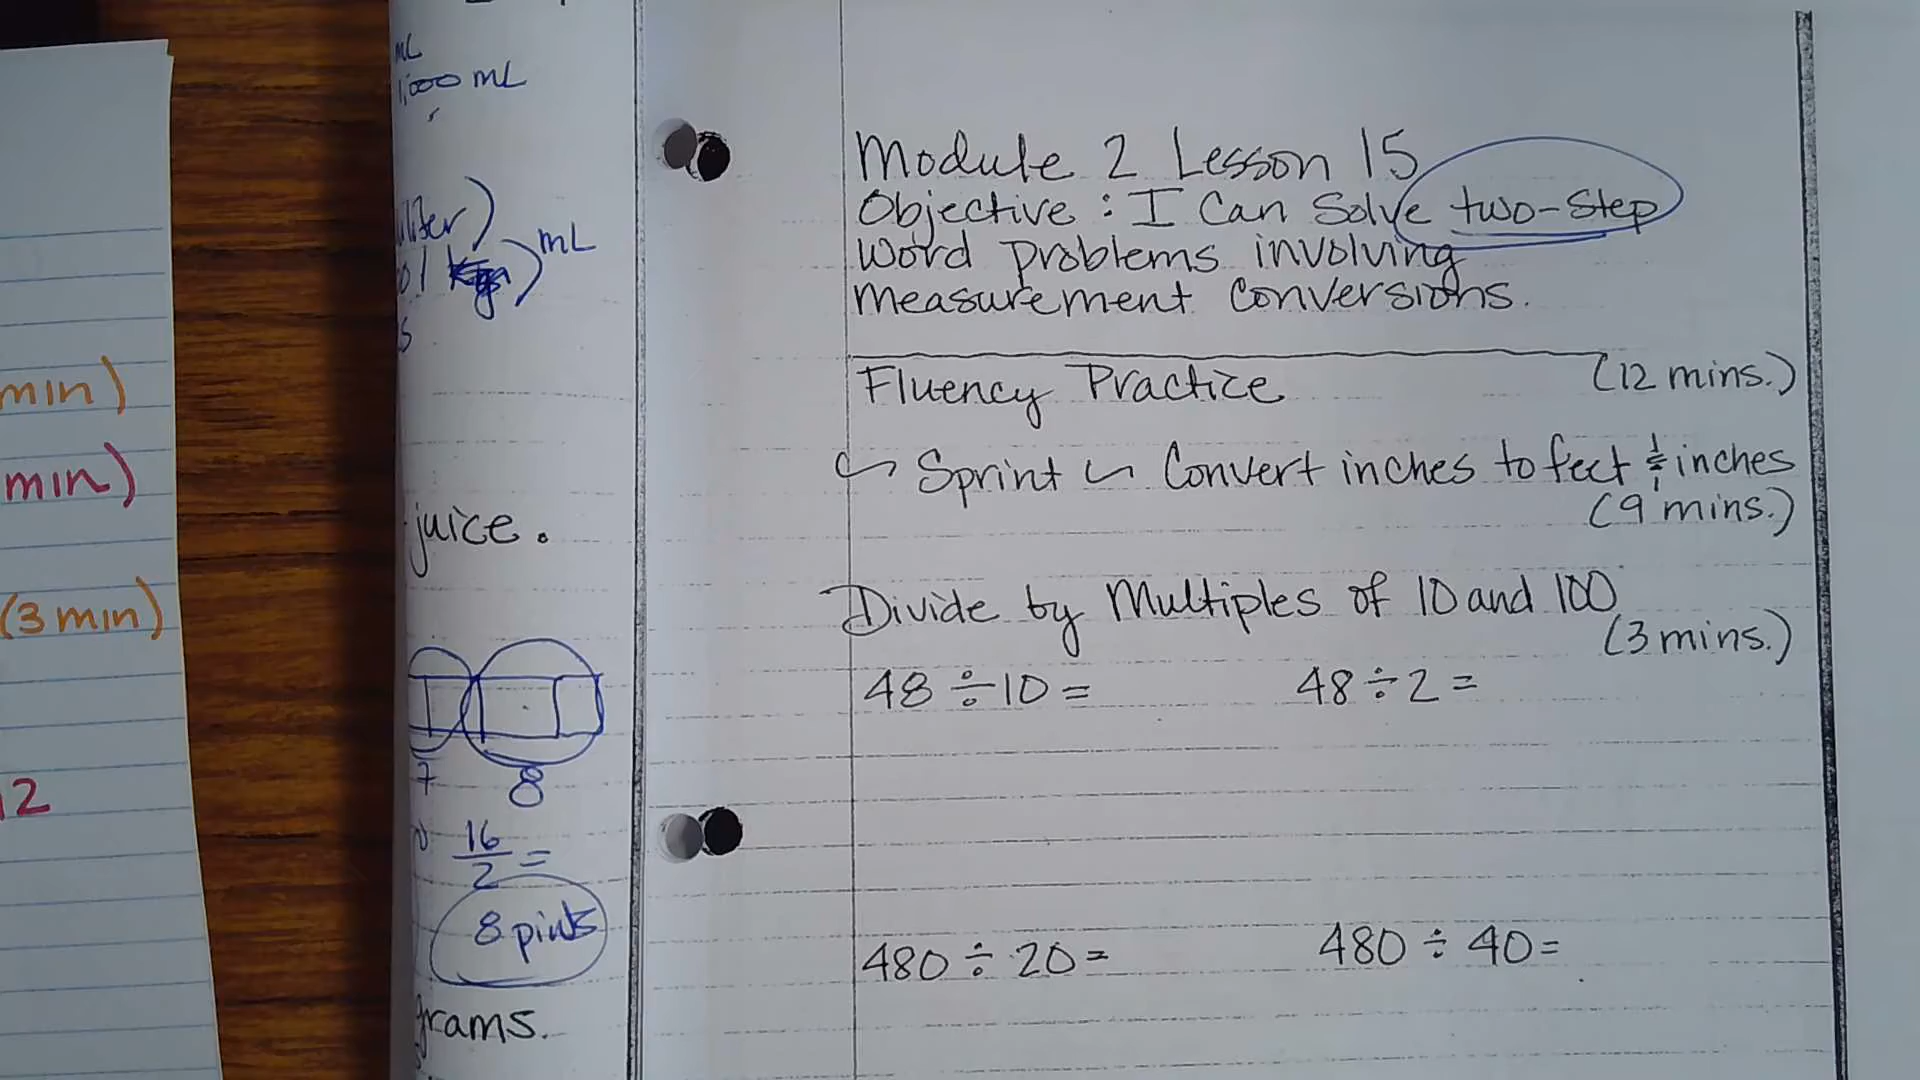 mL
1,000 mL
mL
juice.
7 8
16
2 =
8 pints
grams.
min)
min)
(3 min)
12
Module 2 Lesson 15
Objective: I can solve two-step
word problems involving
measurement conversions.
Fluency Practice (12 mins.)
Sprint Convert inches to feet & inches
(9 mins.)
Divide by Multiples of 10 and 100
(3 mins.)
48 ÷ 10 = 48 ÷ 2 =
480 ÷ 20 = 480 ÷ 40 =